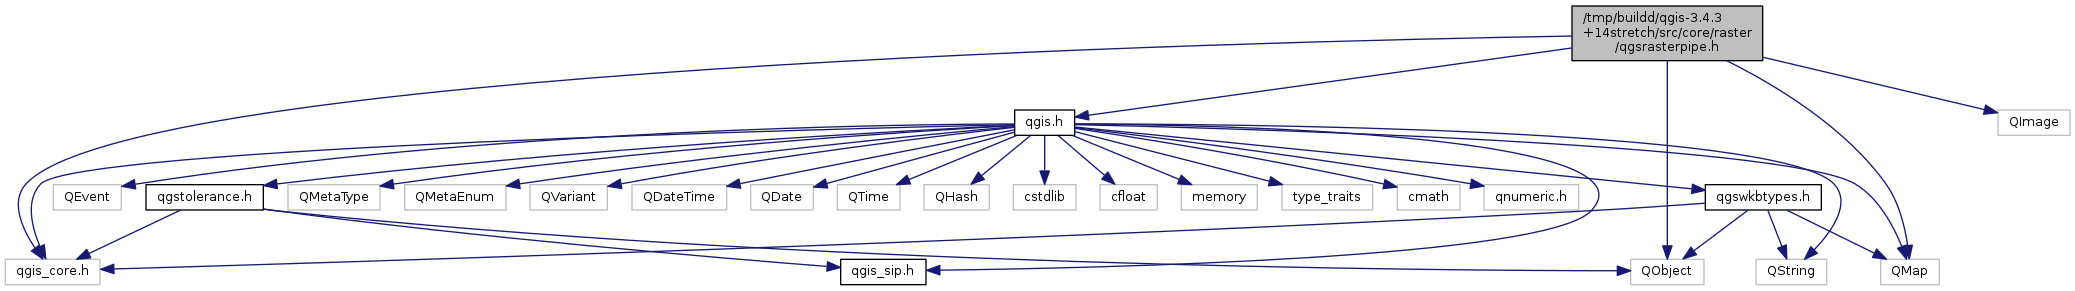 /tmp/buildd/qgis-3.4.3
+14stretch/src/core/raster
/qgsrasterpipe.h
qgis.h
QImage
QEvent
qgstolerance.h
QMetaType
QMetaEnum
QVariant
QDateTime
QDate
QTime
QHash
cstdlib
cfloat
memory
type_traits
cmath
qnumeric.h
qgswkbtypes.h
qgis_core.h
qgis_sip.h
QObject
QString
QMap